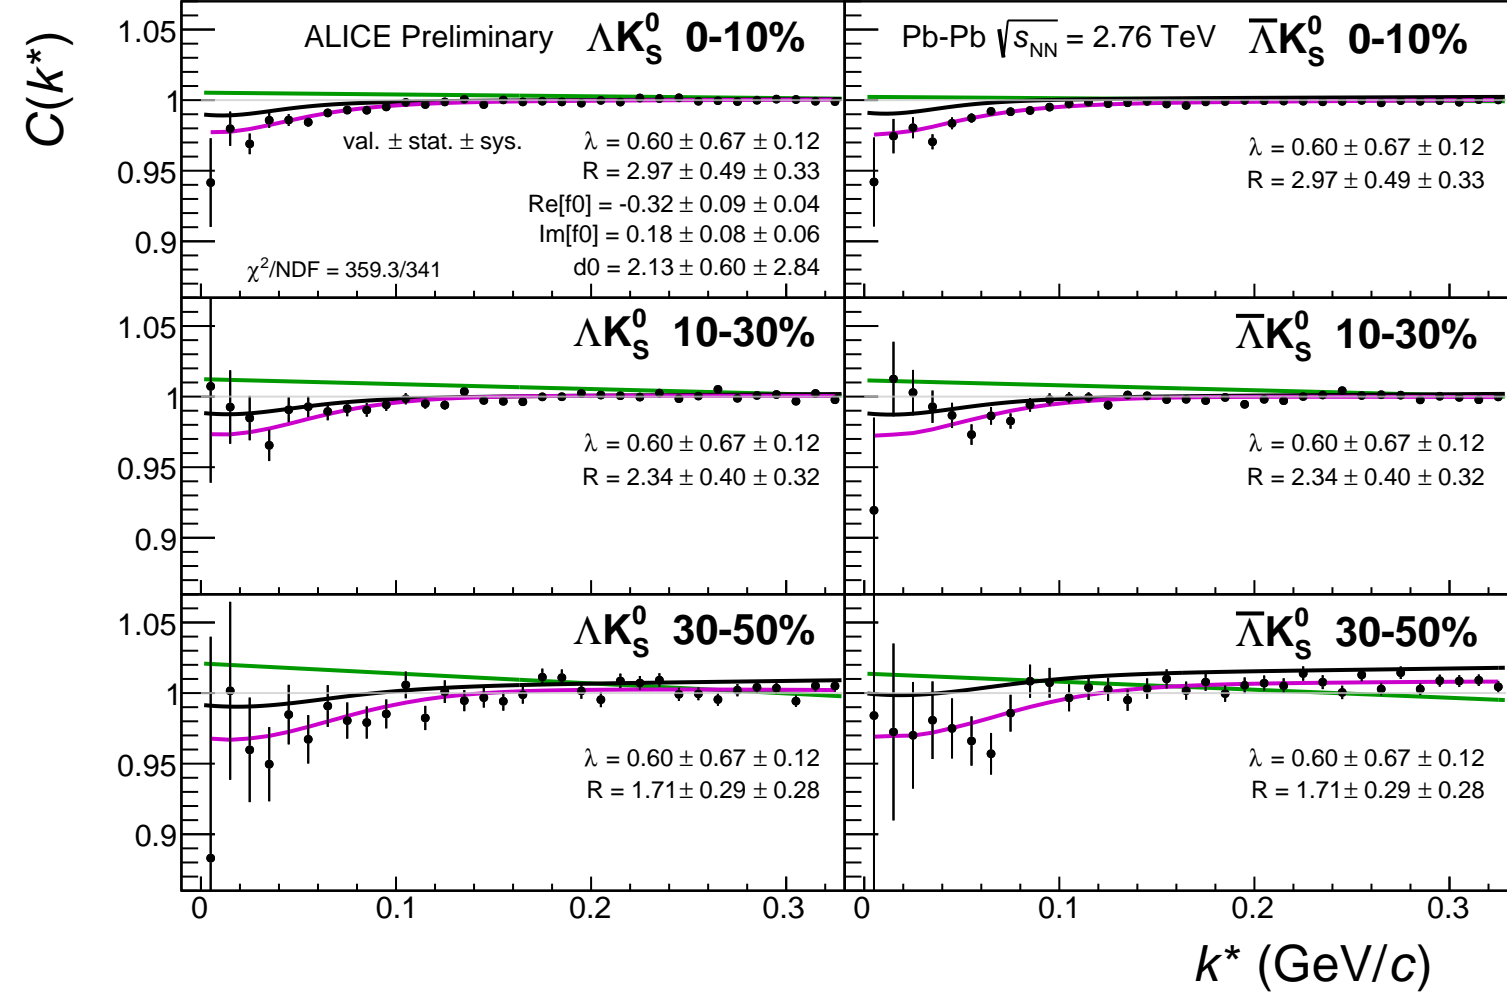 C(k*)
ALICE Preliminary ΛK⁰_S 0-10%
1.05
1
0.95
0.9
val. ± stat. ± sys.
λ = 0.60 ± 0.67 ± 0.12
R = 2.97 ± 0.49 ± 0.33
Re[f0] = -0.32 ± 0.09 ± 0.04
Im[f0] = 0.18 ± 0.08 ± 0.06
d0 = 2.13 ± 0.60 ± 2.84
χ²/NDF = 359.3/341
Pb-Pb √s_NN = 2.76 TeV Λ̅K⁰_S 0-10%
λ = 0.60 ± 0.67 ± 0.12
R = 2.97 ± 0.49 ± 0.33
ΛK⁰_S 10-30%
1.05
1
0.95
0.9
λ = 0.60 ± 0.67 ± 0.12
R = 2.34 ± 0.40 ± 0.32
Λ̅K⁰_S 10-30%
λ = 0.60 ± 0.67 ± 0.12
R = 2.34 ± 0.40 ± 0.32
ΛK⁰_S 30-50%
1.05
1
0.95
0.9
λ = 0.60 ± 0.67 ± 0.12
R = 1.71 ± 0.29 ± 0.28
Λ̅K⁰_S 30-50%
λ = 0.60 ± 0.67 ± 0.12
R = 1.71 ± 0.29 ± 0.28
0 0.1 0.2 0.3
0 0.1 0.2 0.3
k* (GeV/c)